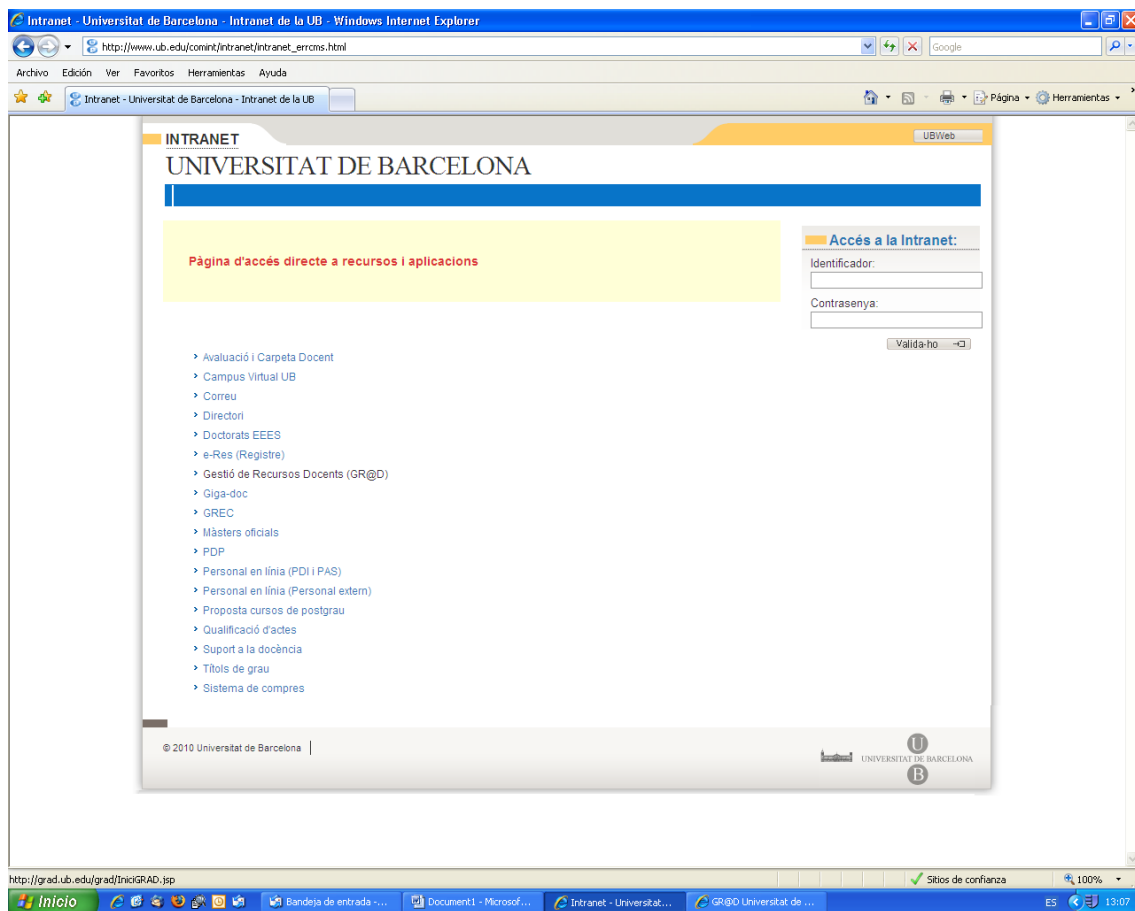 Intranet - Universitat de Barcelona - Intranet de la UB - Windows Internet Explorer
http://www.ub.edu/comint/intranet/intranet_errcms.html
Google
Archivo Edición Ver Favoritos Herramientas Ayuda
Intranet - Universitat de Barcelona - Intranet de la UB
Página Herramientas
INTRANET
UBWeb
UNIVERSITAT DE BARCELONA
Pàgina d'accés directe a recursos i aplicacions
Accés a la Intranet:
Identificador:
Contrasenya:
Valida-ho
Avaluació i Carpeta Docent
Campus Virtual UB
Correu
Directori
Doctorats EEES
e-Res (Registre)
Gestió de Recursos Docents (GR@D)
Giga-doc
GREC
Màsters oficials
PDP
Personal en línia (PDI i PAS)
Personal en línia (Personal extern)
Proposta cursos de postgrau
Qualificació d'actes
Suport a la docència
Títols de grau
Sistema de compres
© 2010 Universitat de Barcelona
U
UNIVERSITAT DE BARCELONA
B
http://grad.ub.edu/grad/IniciGRAD.jsp
Sitios de confianza
100%
Inicio
Bandeja de entrada -...
Document1 - Microsof...
Intranet - Universitat...
GR@D Universitat de ...
ES
13:07